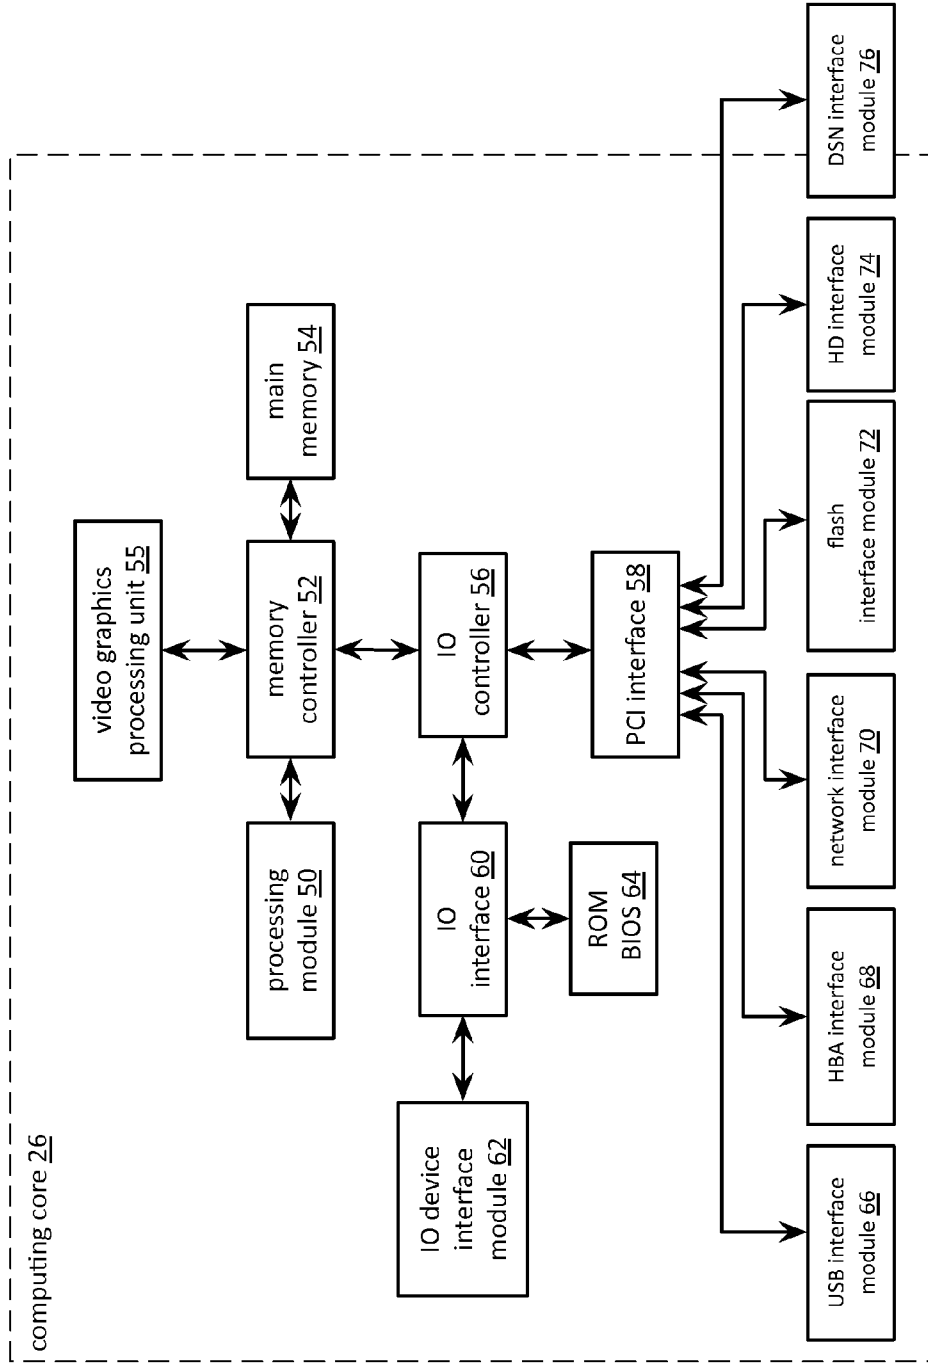 computing core 26
video graphics
processing unit 55
processing
module 50
memory
controller 52
main
memory 54
IO device
interface
module 62
IO
interface 60
IO
controller 56
ROM
BIOS 64
PCI interface 58
USB interface
module 66
HBA interface
module 68
network interface
module 70
flash
interface module 72
HD interface
module 74
DSN interface
module 76